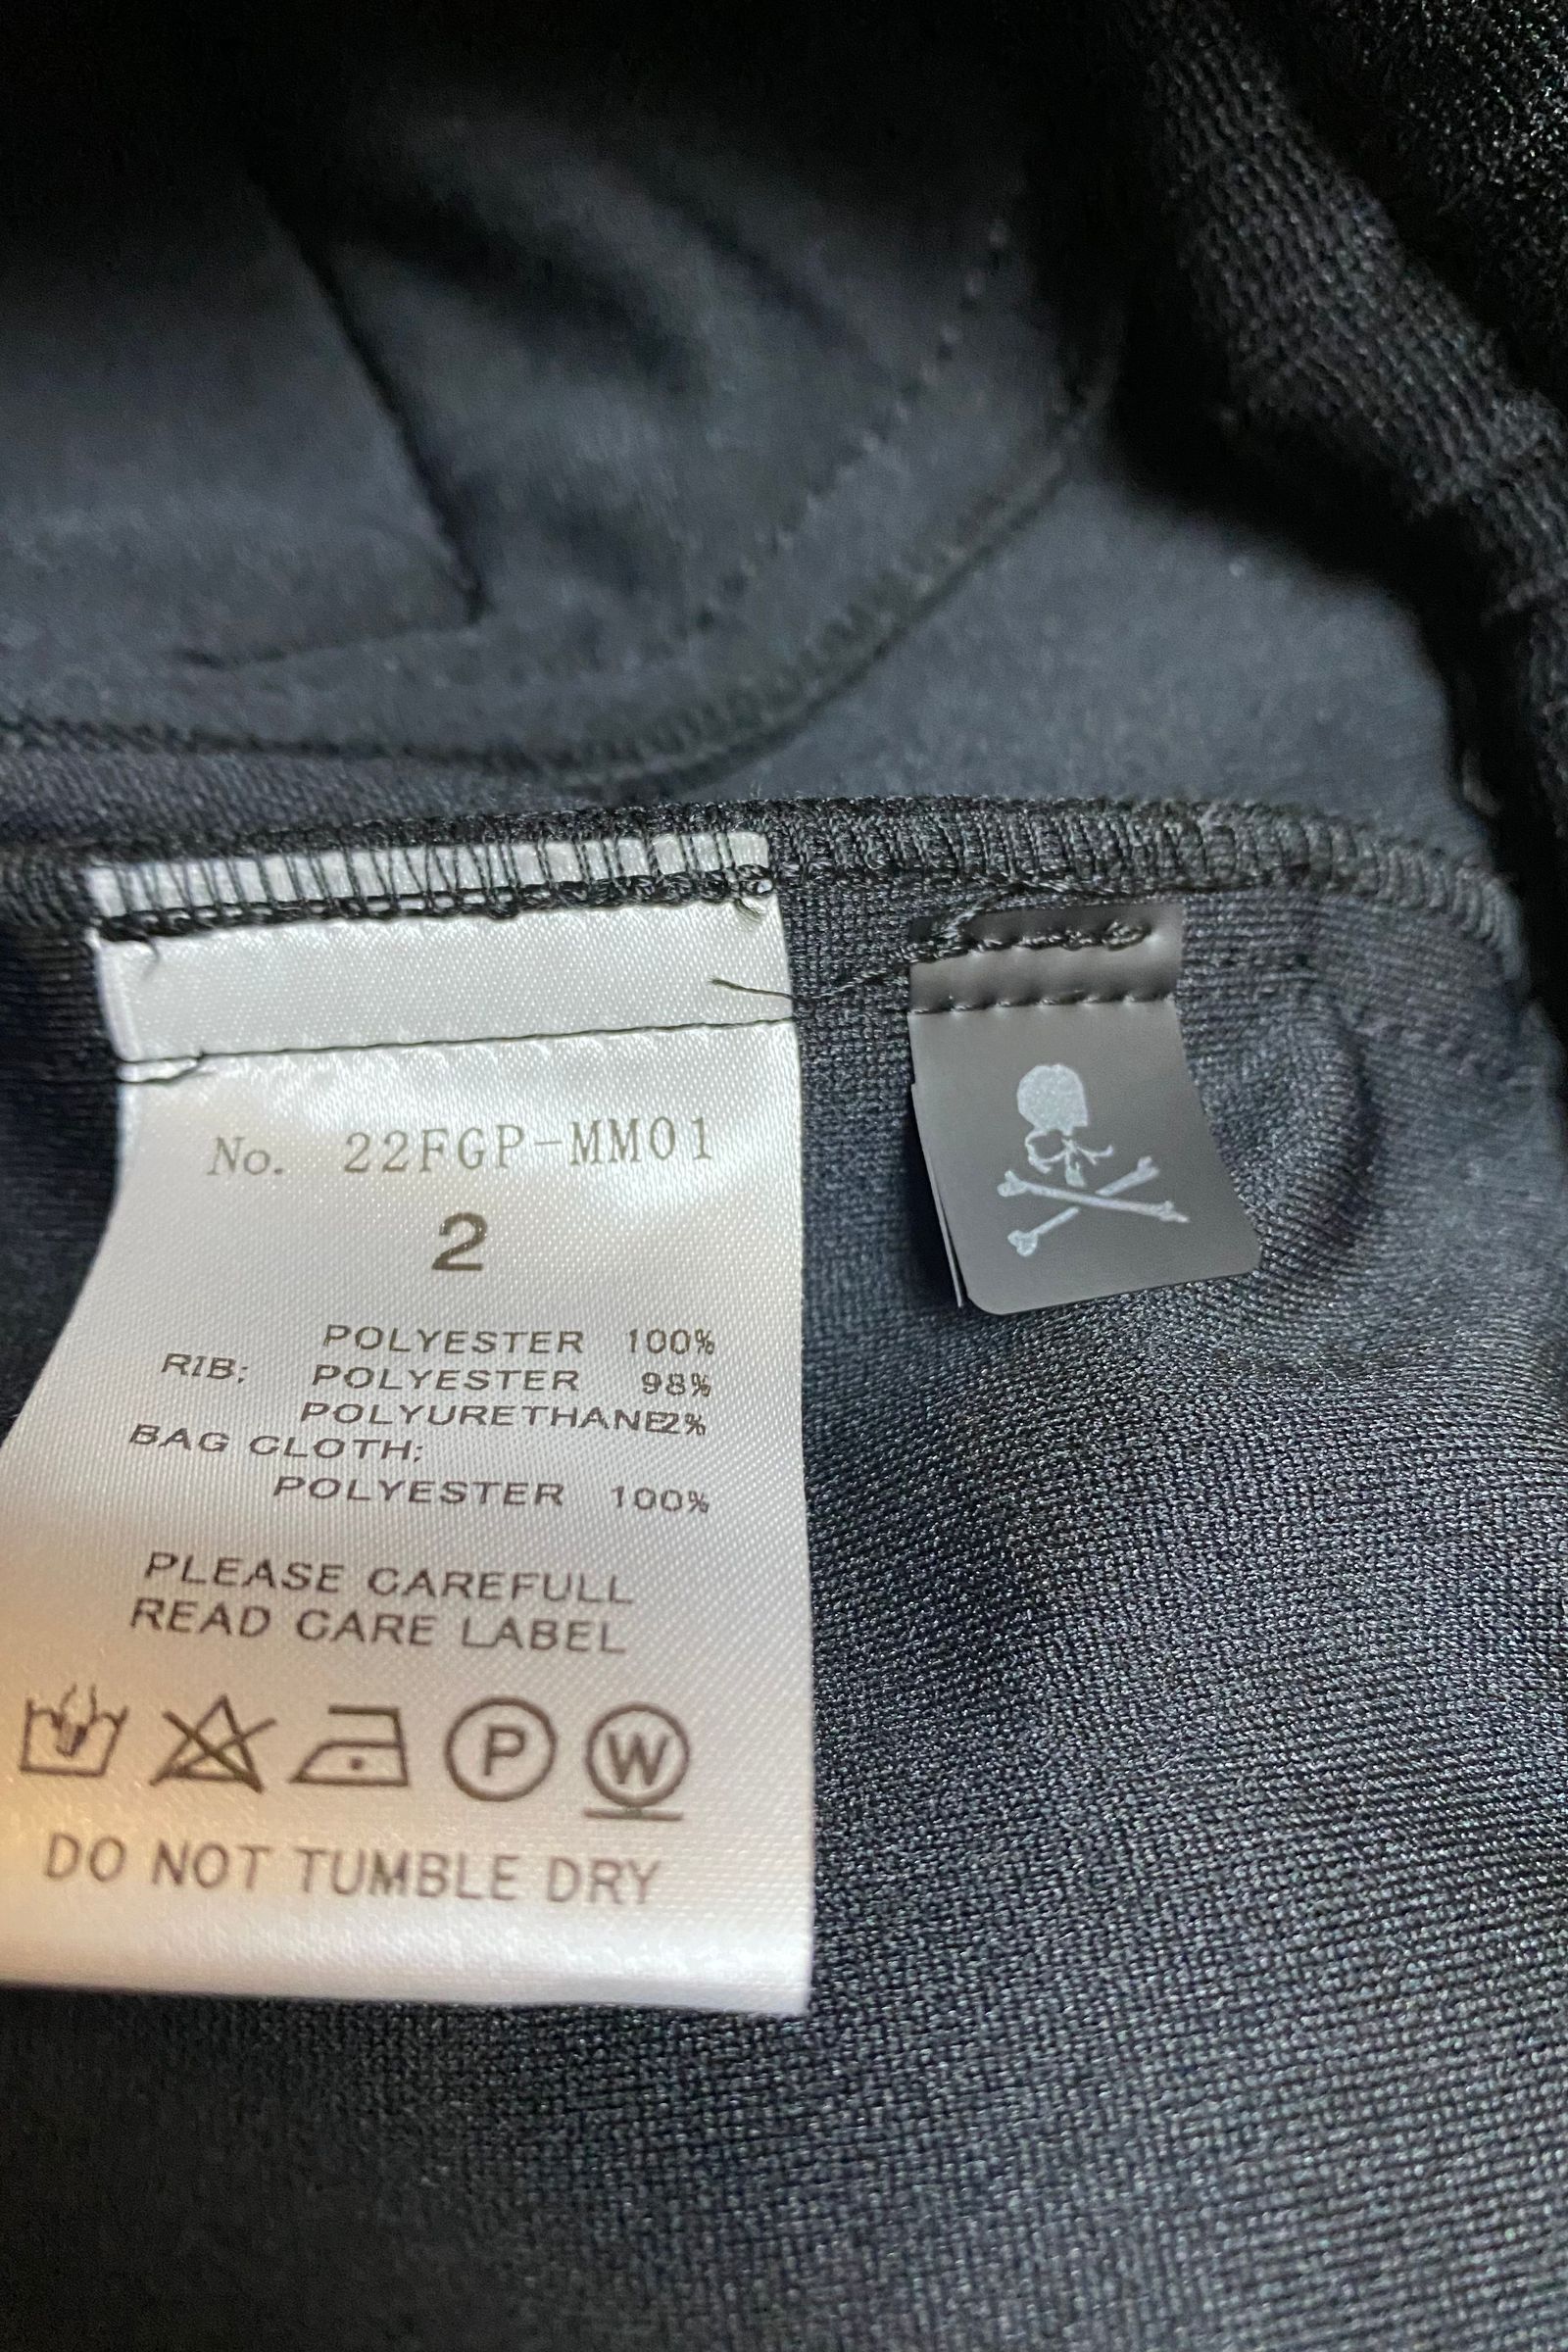 No. 22FGP-MM01
2
POLYESTER 100%
RIB; POLYESTER 98%
POLYURETHANE2%
BAG CLOTH;
POLYESTER 100%
PLEASE CAREFULL
READ CARE LABEL
P W
DO NOT TUMBLE DRY